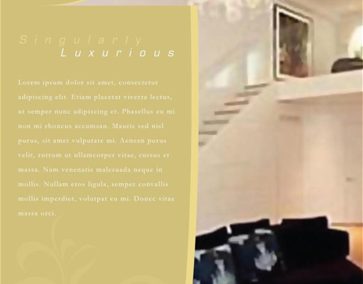 Singularly
Luxurious
Lorem ipsum dolor sit amet, consectetur
adipiscing elit. Etiam placerat viverra lectus,
ut semper nunc adipiscing et. Phasellus eu mi
non mi rhoncus accumsan. Mauris sed nisl
purus, sit amet vulputate mi. Aenean purus
velit, rutrum ut ullamcorper vitae, cursus et
massa. Nam venenatis malesuada neque in
mollis. Nullam eros ligula, semper convallis
mollis imperdiet, volutpat eu mi. Donec vitae
massa orci.